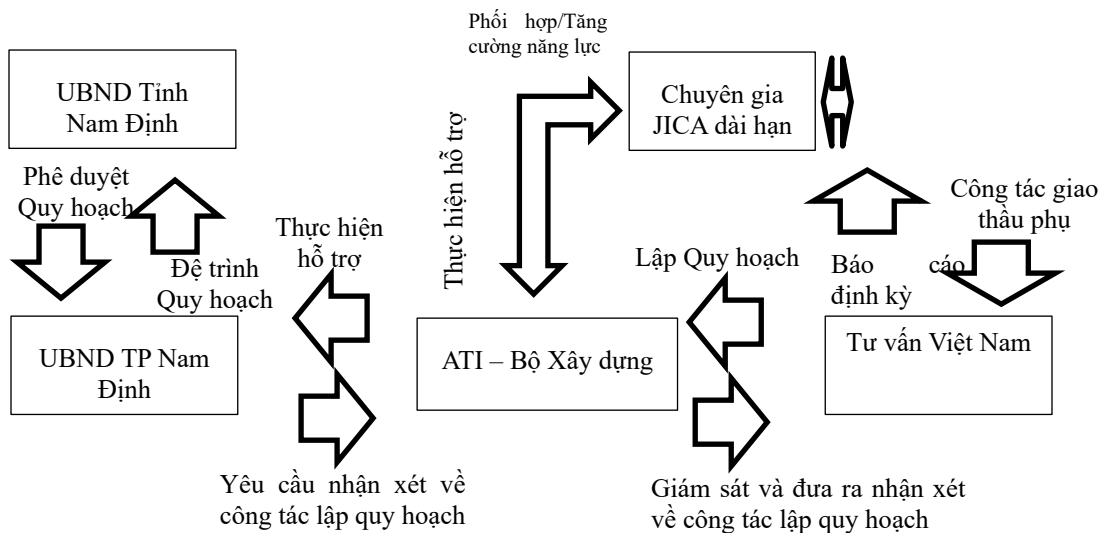 Phối hợp/Tăng
cường năng lực
UBND Tỉnh
Nam Định
Chuyên gia
JICA dài hạn
Thực hiện hỗ trợ
Phê duyệt
Quy hoạch
Đệ trình
Quy hoạch
Thực hiện
hỗ trợ
Lập Quy hoạch
Báo cáo
định kỳ
Công tác giao
thầu phụ
UBND TP Nam
Định
ATI – Bộ Xây dựng
Tư vấn Việt Nam
Yêu cầu nhận xét về
công tác lập quy hoạch
Giám sát và đưa ra nhận xét
về công tác lập quy hoạch